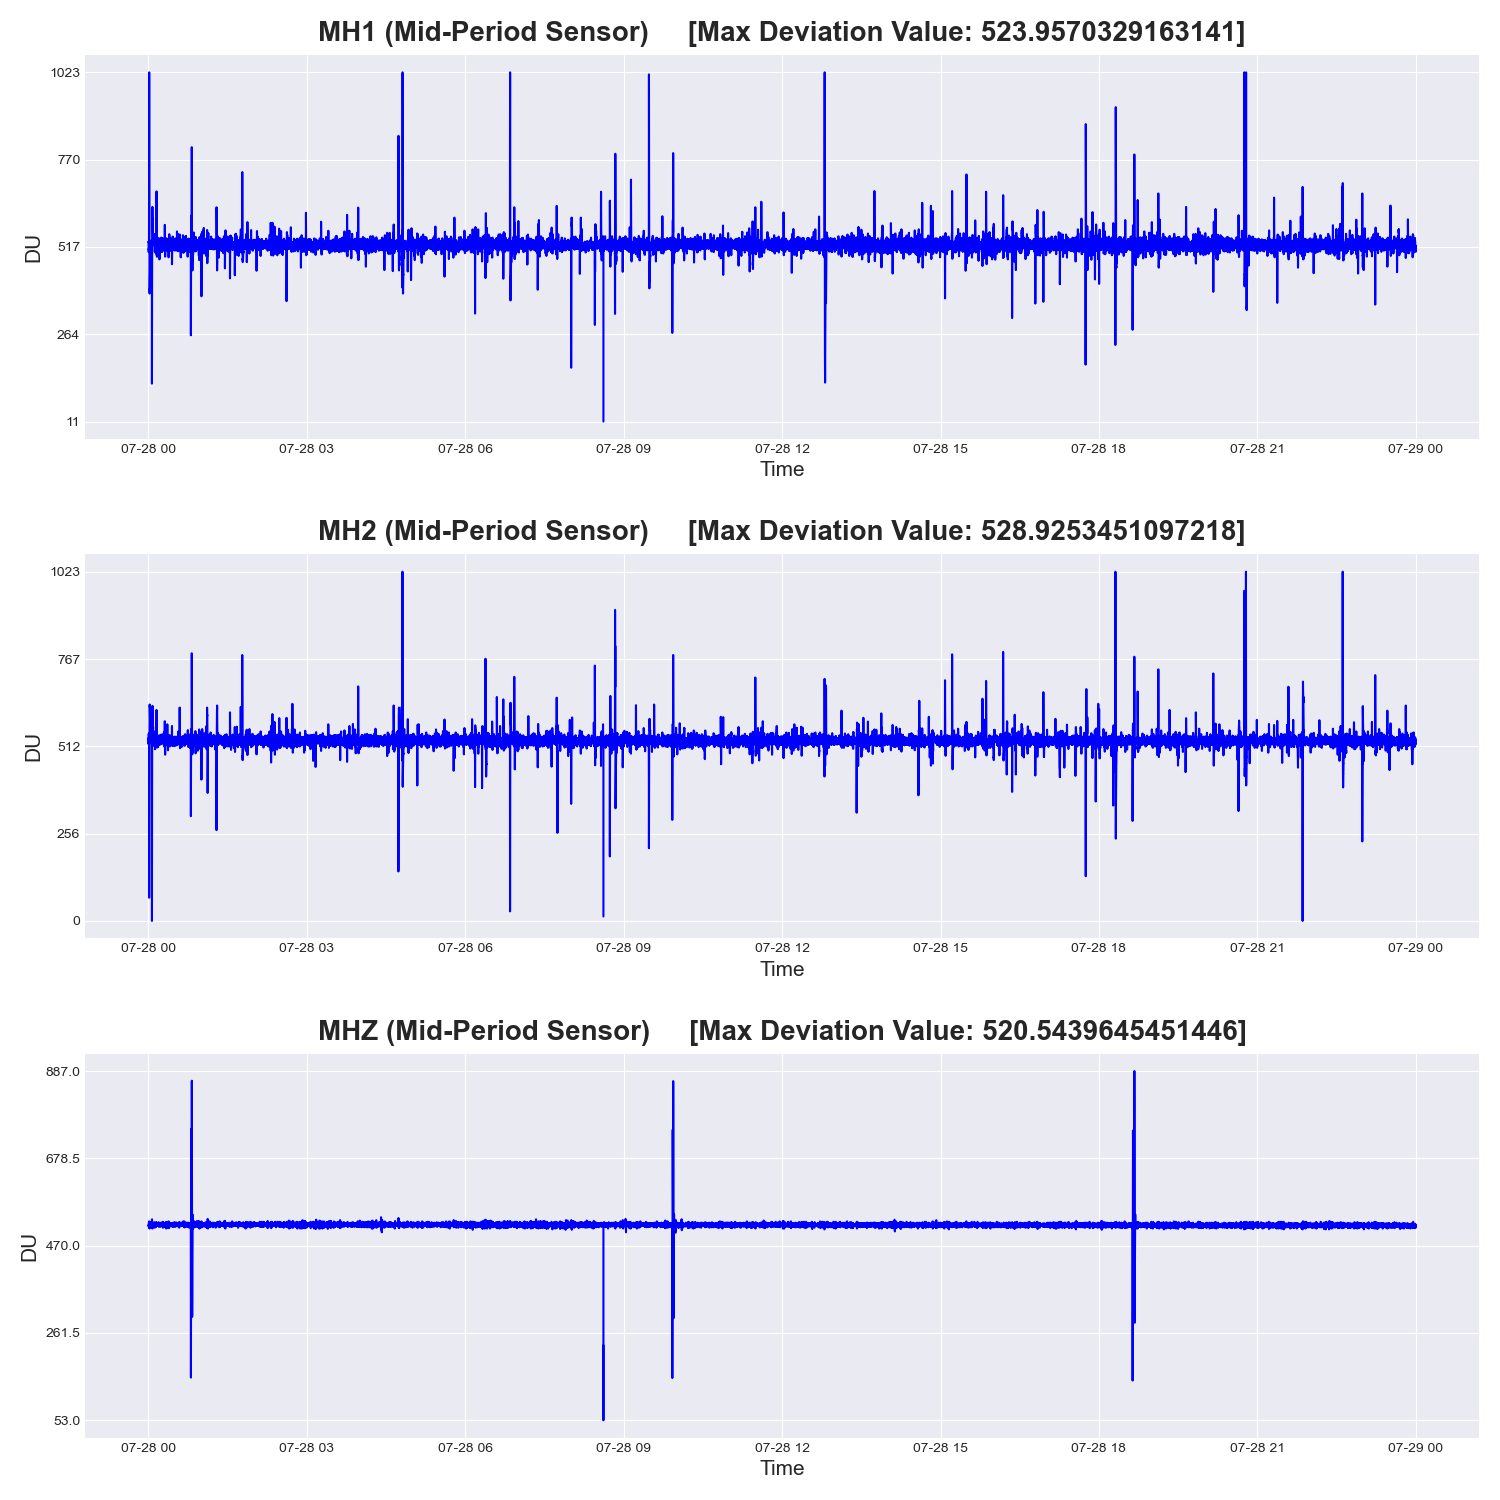 MH1 (Mid-Period Sensor)     [Max Deviation Value: 523.9570329163141]
1023
770
517
264
11
DU
07-28 00 07-28 03 07-28 06 07-28 09 07-28 12 07-28 15 07-28 18 07-28 21 07-29 00
Time
MH2 (Mid-Period Sensor)     [Max Deviation Value: 528.9253451097218]
1023
767
512
256
0
DU
07-28 00 07-28 03 07-28 06 07-28 09 07-28 12 07-28 15 07-28 18 07-28 21 07-29 00
Time
MHZ (Mid-Period Sensor)     [Max Deviation Value: 520.5439645451446]
887.0
678.5
470.0
261.5
53.0
DU
07-28 00 07-28 03 07-28 06 07-28 09 07-28 12 07-28 15 07-28 18 07-28 21 07-29 00
Time